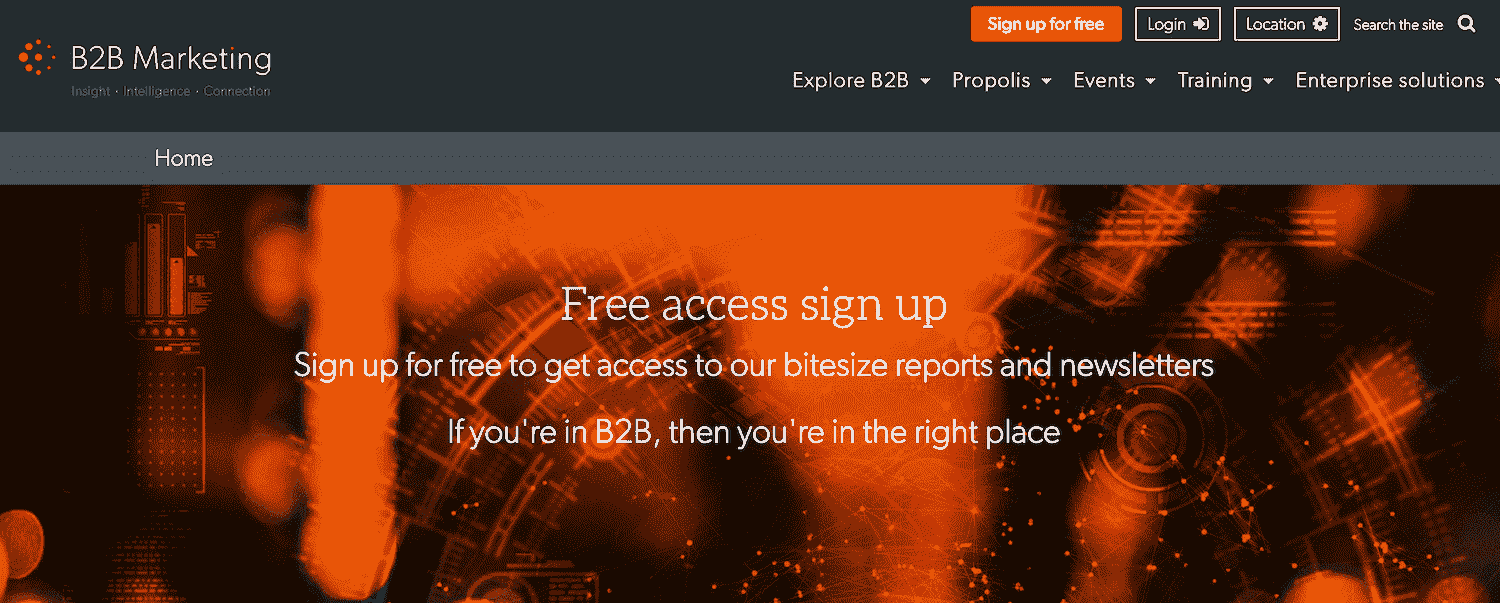 Sign up for free
Login
Location
Search the site
B2B Marketing
Insight · Intelligence · Connection
Explore B2B
Propolis
Events
Training
Enterprise solutions
Home
Free access sign up
Sign up for free to get access to our bitesize reports and newsletters
If you're in B2B, then you're in the right place